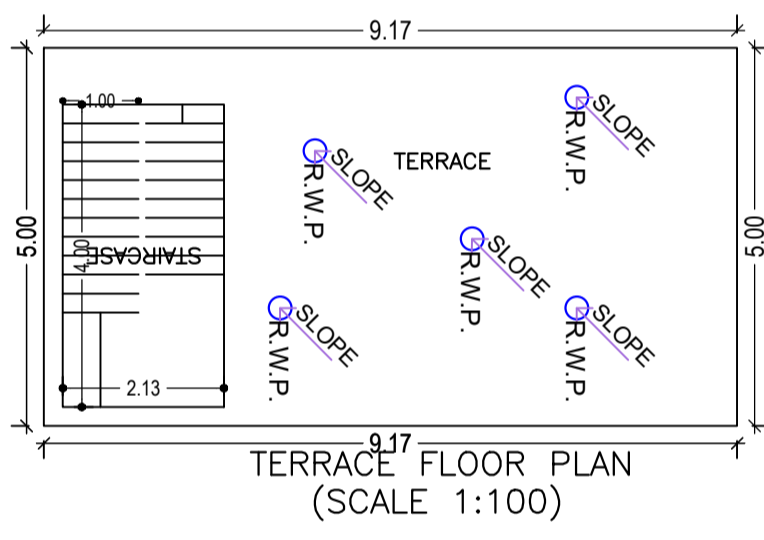 9.17
1.00
SLOPE
R.W.P.
SLOPE
R.W.P.
TERRACE
5.00
5.00
STAIRCASE
4.00
SLOPE
R.W.P.
SLOPE
R.W.P.
SLOPE
R.W.P.
2.13
9.17
TERRACE FLOOR PLAN
(SCALE 1:100)